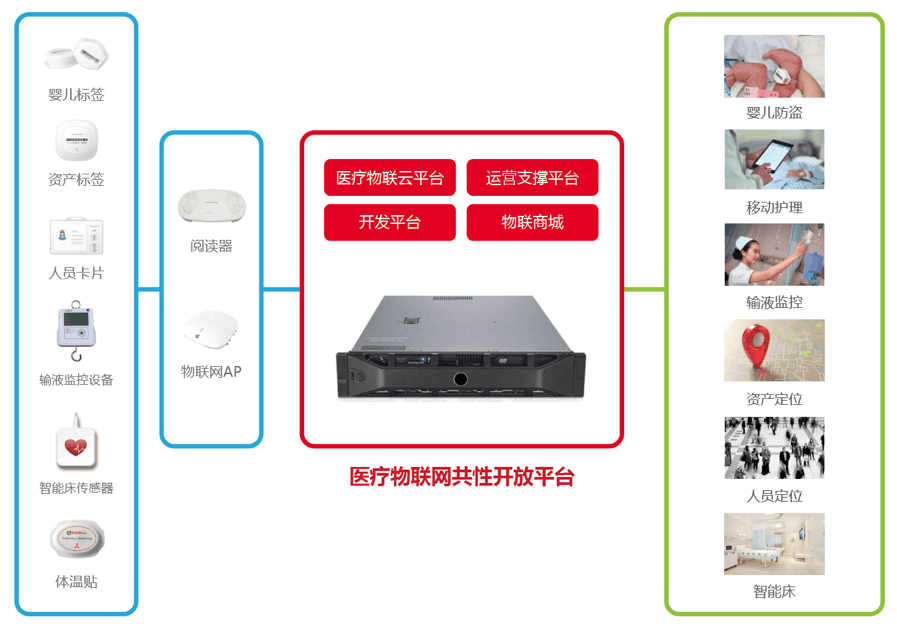 婴儿标签
资产标签
人员卡片
输液监控设备
智能床传感器
体温贴
阅读器
物联网AP
医疗物联云平台
运营支撑平台
开发平台
物联商城
医疗物联网共性开放平台
婴儿防盗
移动护理
输液监控
资产定位
人员定位
智能床